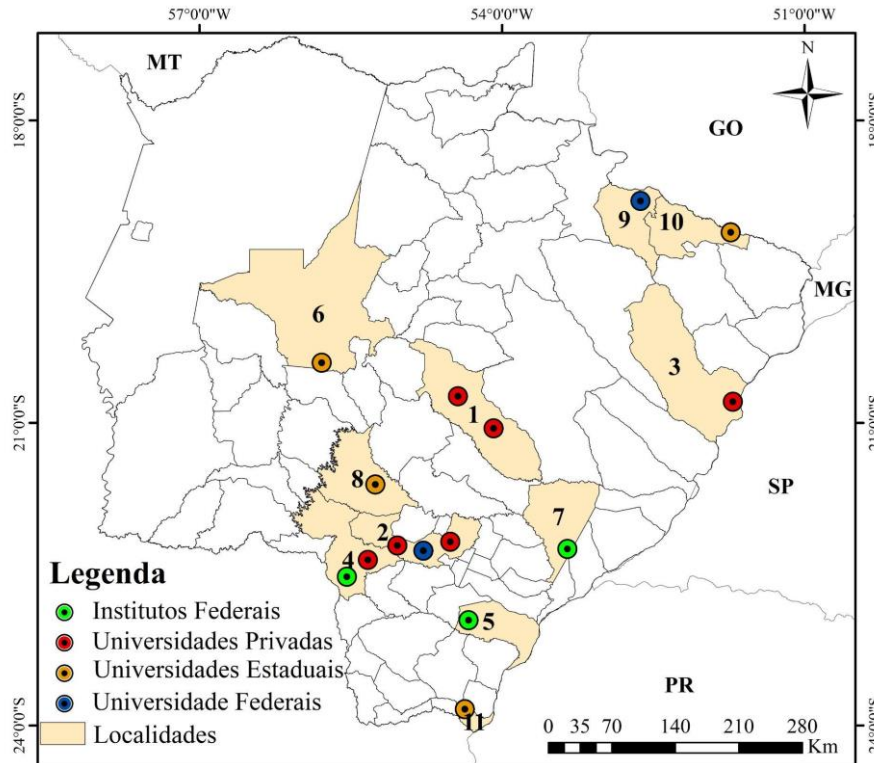 57°0'0"W 54°0'0"W 51°0'0"W
MT
N
18°0'0"S 18°0'0"S
GO
9 10
MG
6
3
1
21°0'0"S 21°0'0"S
8
SP
7
2
4
Legenda
Institutos Federais
5
Universidades Privadas
Universidades Estaduais
PR
Universidade Federais
11
24°0'0"S 24°0'0"S
Localidades
0 35 70 140 210 280
Km